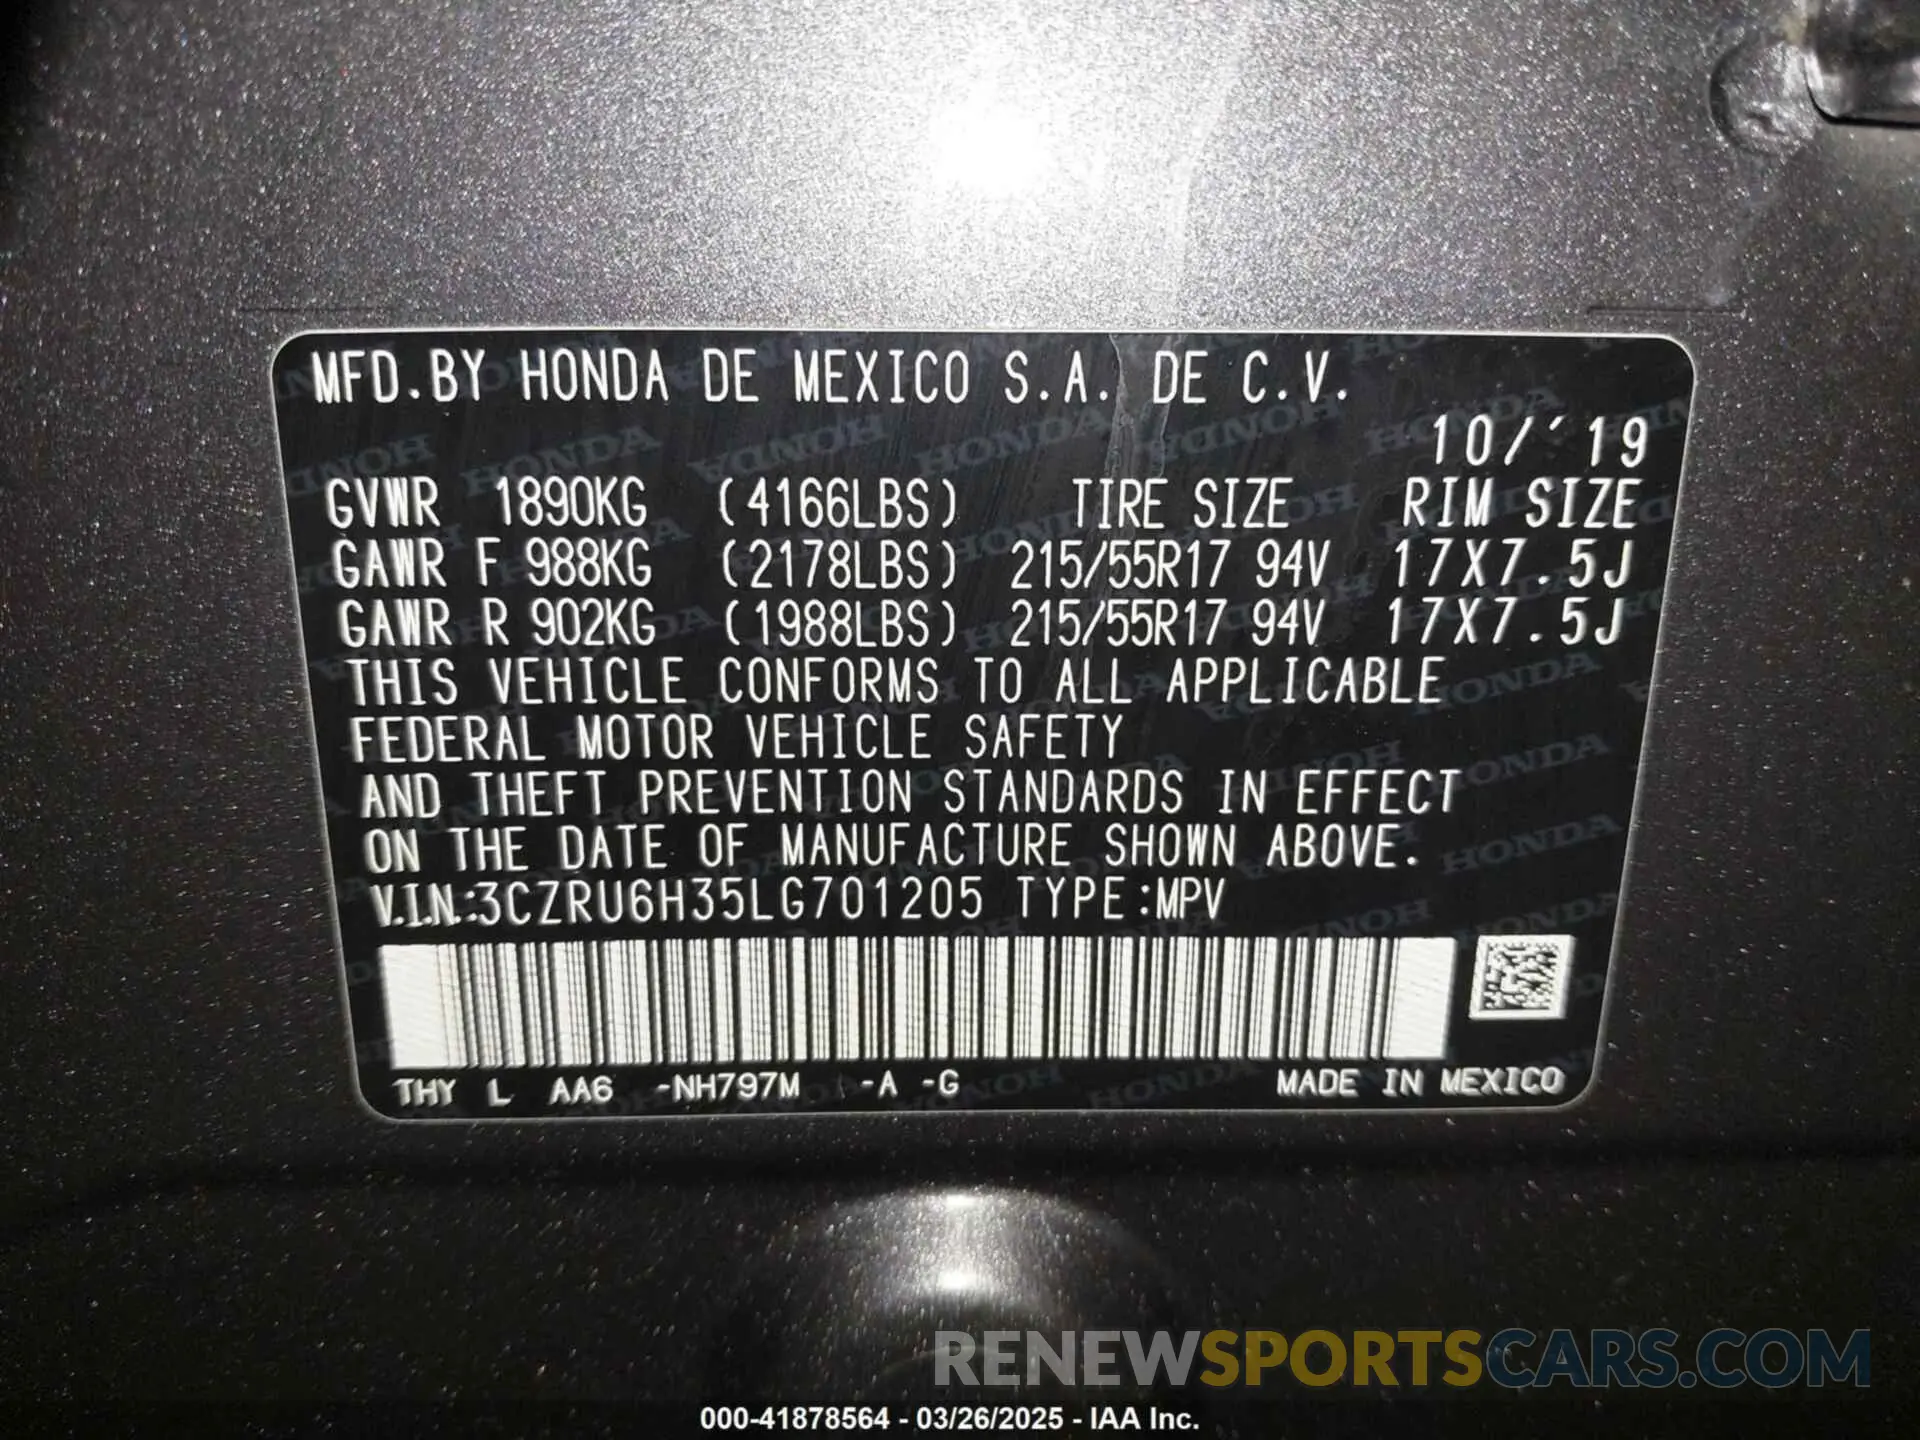 MFD.BY HONDA DE MEXICO S.A. DE C.V.
10/'19
GVWR 1890KG (4166LBS) TIRE SIZE RIM SIZE
GAWR F 988KG (2178LBS) 215/55R17 94V 17X7.5J
GAWR R 902KG (1988LBS) 215/55R17 94V 17X7.5J
THIS VEHICLE CONFORMS TO ALL APPLICABLE
FEDERAL MOTOR VEHICLE SAFETY
AND THEFT PREVENTION STANDARDS IN EFFECT
ON THE DATE OF MANUFACTURE SHOWN ABOVE.
V.I.N.:3CZRU6H35LG701205 TYPE:MPV
THY L AA6 -NH797M -A -G MADE IN MEXICO
RENEWSPORTSCARS.COM
000-41878564 - 03/26/2025 - IAA Inc.